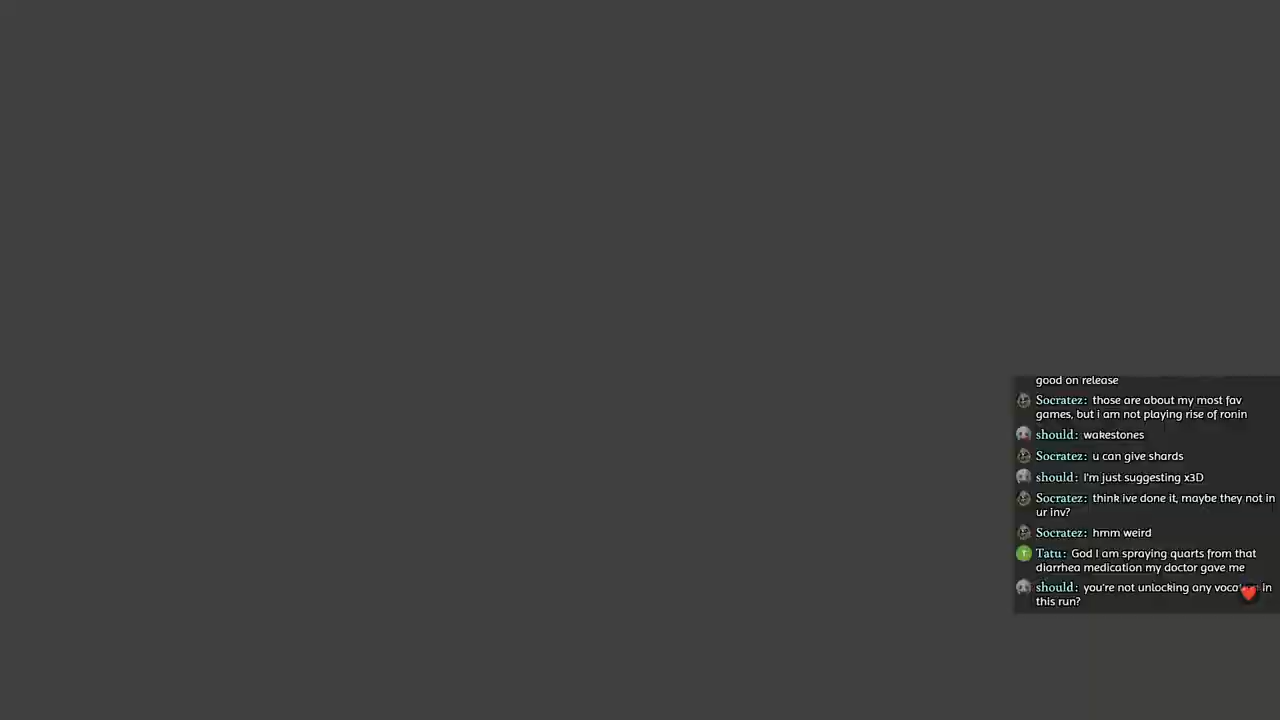 good on release
Socratez: those are about my most fav
games, but i am not playing rise of ronin
should: wakestones
Socratez: u can give shards
should: I'm just suggesting x3D
Socratez: think ive done it, maybe they not in
ur inv?
Socratez: hmm weird
T Tatu: God I am spraying quarts from that
diarrhea medication my doctor gave me
should: you're not unlocking any in
this run?